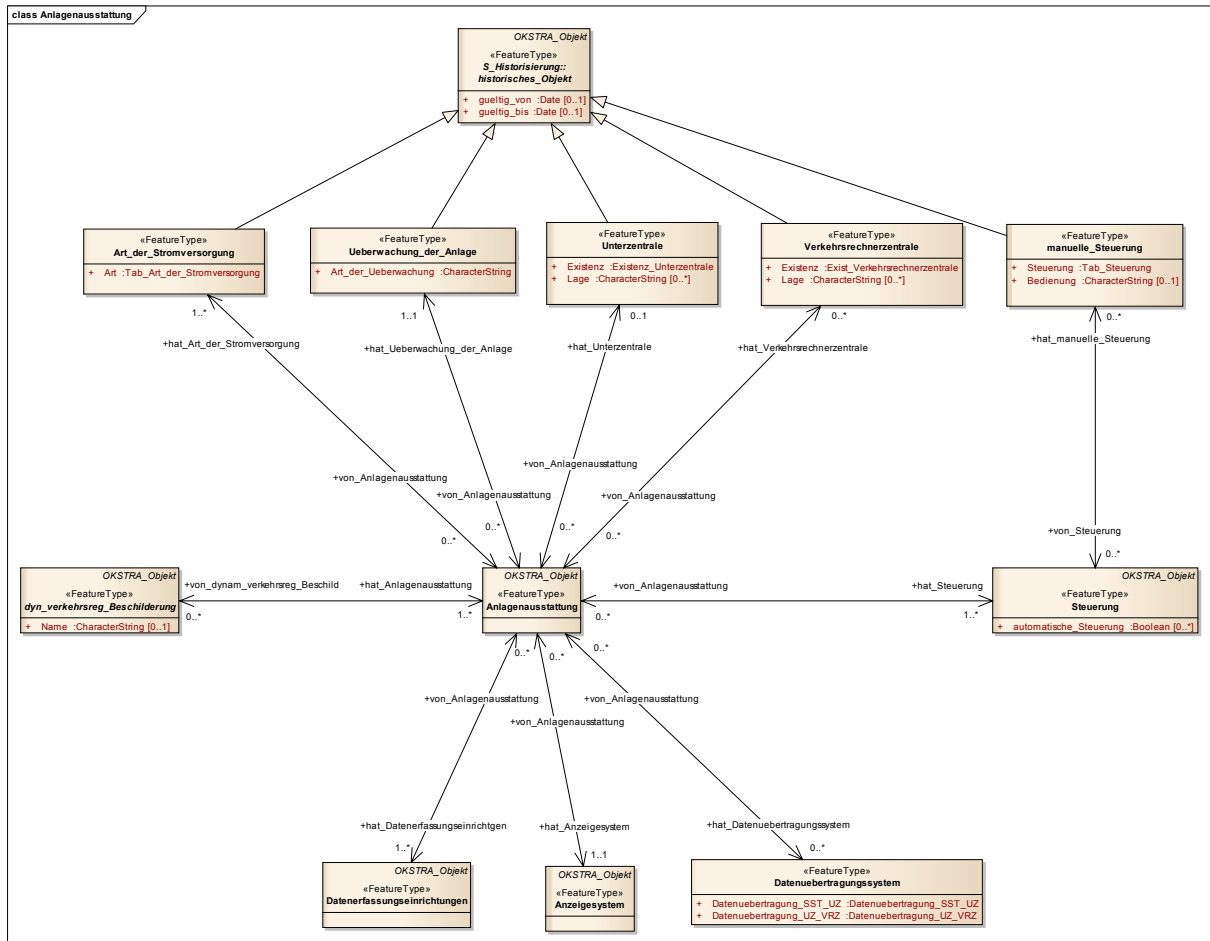 class Anlagenausstattung
OKSTRA_Objekt
«FeatureType»
S_Historisierung::
historisches_Objekt
+ gueltig_von :Date [0..1]
+ gueltig_bis :Date [0..1]
«FeatureType»
Art_der_Stromversorgung
+ Art :Tab_Art_der_Stromversorgung
«FeatureType»
Ueberwachung_der_Anlage
+ Art_der_Ueberwachung :CharacterString
«FeatureType»
Unterzentrale
+ Existenz :Existenz_Unterzentrale
+ Lage :CharacterString [0..*]
«FeatureType»
Verkehrsrechnerzentrale
+ Existenz :Exist_Verkehrsrechnerzentrale
+ Lage :CharacterString [0..*]
«FeatureType»
manuelle_Steuerung
+ Steuerung :Tab_Steuerung
+ Bedienung :CharacterString [0..1]
1..*
1..1
0..1
0..*
0..*
+hat_Art_der_Stromversorgung
+hat_Ueberwachung_der_Anlage
+hat_Unterzentrale
+hat_Verkehrsrechnerzentrale
+hat_manuelle_Steuerung
+von_Anlagenausstattung
+von_Anlagenausstattung
+von_Anlagenausstattung
+von_Anlagenausstattung
+von_Steuerung
0..*
0..*
0..*
0..*
0..*
OKSTRA_Objekt
«FeatureType»
dyn_verkehrsreg_Beschilderung
+ Name :CharacterString [0..1]
+von_dynam_verkehrsreg_Beschild
0..*
+hat_Anlagenausstattung
1..*
OKSTRA_Objekt
«FeatureType»
Anlagenausstattung
+von_Anlagenausstattung
0..*
+hat_Steuerung
1..*
OKSTRA_Objekt
«FeatureType»
Steuerung
+ automatische_Steuerung :Boolean [0..*]
0..*
0..*
0..*
+von_Anlagenausstattung
+von_Anlagenausstattung
+von_Anlagenausstattung
+hat_Datenerfassungseinrichtgen
+hat_Anzeigesystem
+hat_Datenuebertragungssystem
1..*
1..1
0..*
OKSTRA_Objekt
«FeatureType»
Datenerfassungseinrichtungen
OKSTRA_Objekt
«FeatureType»
Anzeigesystem
«FeatureType»
Datenuebertragungssystem
+ Datenuebertragung_SST_UZ :Datenuebertragung_SST_UZ
+ Datenuebertragung_UZ_VRZ :Datenuebertragung_UZ_VRZ